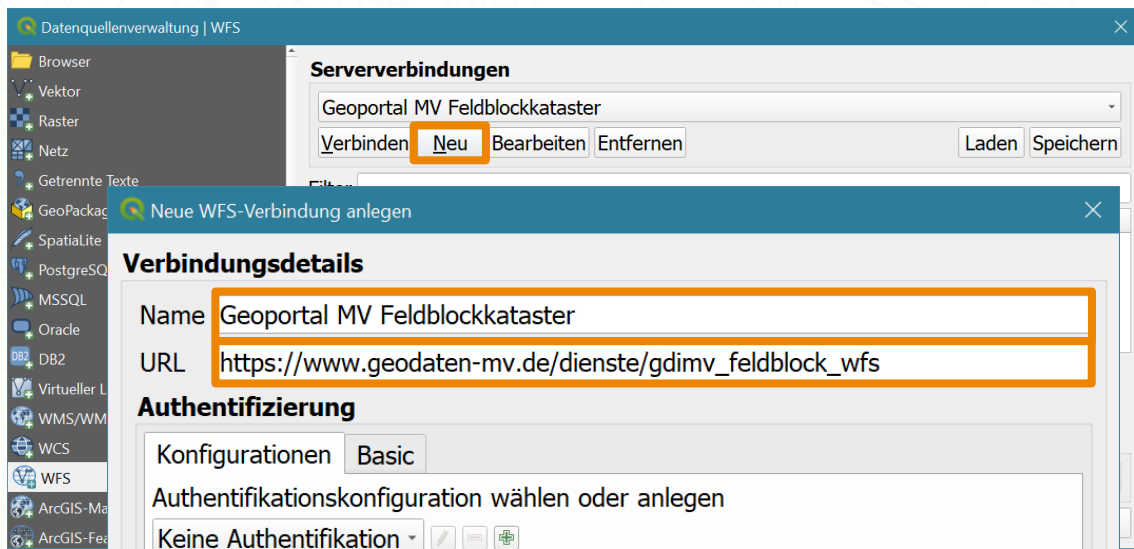 Datenquellenverwaltung | WFS
Browser
Vektor
Raster
Netz
Getrennte Texte
GeoPackag
SpatiaLite
PostgreSQ
MSSQL
Oracle
DB2
DB2
Virtueller L
WMS/WM
WCS
WFS
ArcGIS-Ma
ArcGIS-Fea
Serververbindungen
Geoportal MV Feldblockkataster
Verbinden Neu Bearbeiten Entfernen Laden Speichern
Filter
Neue WFS-Verbindung anlegen
Verbindungsdetails
Name Geoportal MV Feldblockkataster
URL https://www.geodaten-mv.de/dienste/gdimv_feldblock_wfs
Authentifizierung
Konfigurationen Basic
Authentifikationskonfiguration wählen oder anlegen
Keine Authentifikation